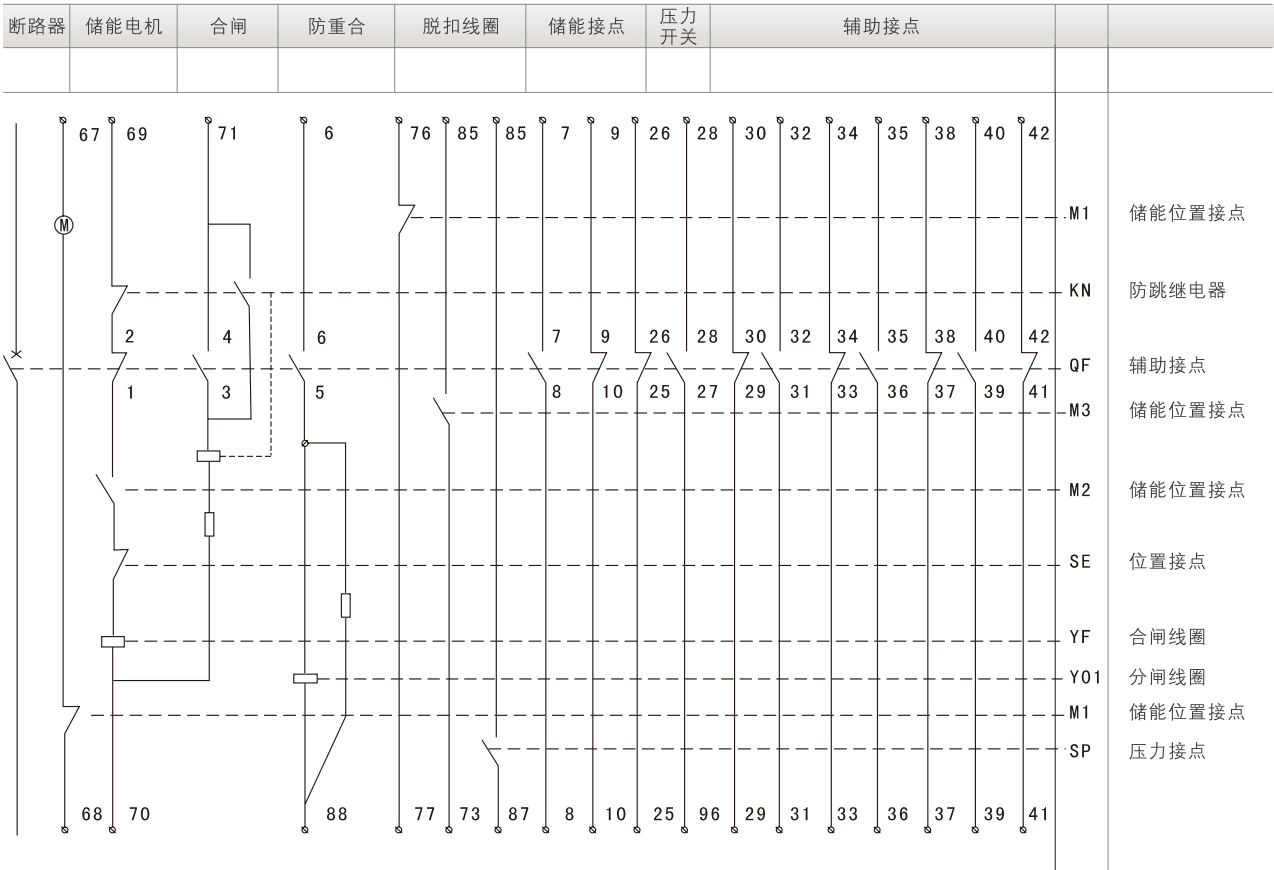 断路器 储能电机 合闸 防重合 脱扣线圈 储能接点 压力 辅助接点
开关
67 69 71 6 76 85 85 7 9 26 28 30 32 34 35 38 40 42
M1 储能位置接点
M
KN 防跳继电器
2 4 6 7 9 26 28 30 32 34 35 38 40 42
QF 辅助接点
1 3 5 8 10 25 27 29 31 33 36 37 39 41
M3 储能位置接点
M2 储能位置接点
SE 位置接点
YF 合闸线圈
Y01 分闸线圈
M1 储能位置接点
SP 压力接点
68 70 88 77 73 87 8 10 25 96 29 31 33 36 37 39 41